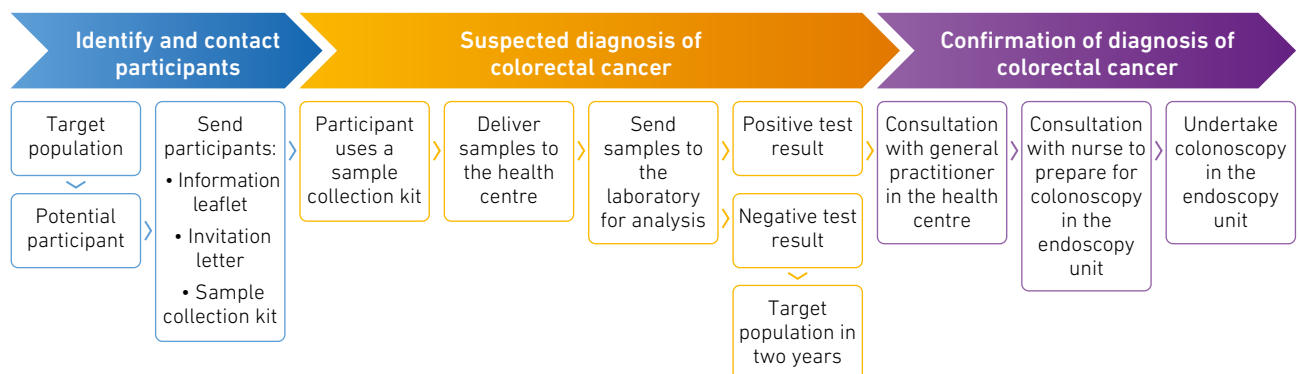 Identify and contact
participants
Suspected diagnosis of
colorectal cancer
Confirmation of diagnosis of
colorectal cancer
Target
population
Potential
participant
Send
participants:
• Information
leaflet
• Invitation
letter
• Sample
collection kit
Participant
uses a
sample
collection kit
Deliver
samples to
the health
centre
Send
samples to
the
laboratory
for analysis
Positive test
result
Negative test
result
Target
population in
two years
Consultation
with general
practitioner
in the health
centre
Consultation
with nurse to
prepare for
colonoscopy
in the
endoscopy
unit
Undertake
colonoscopy
in the
endoscopy
unit